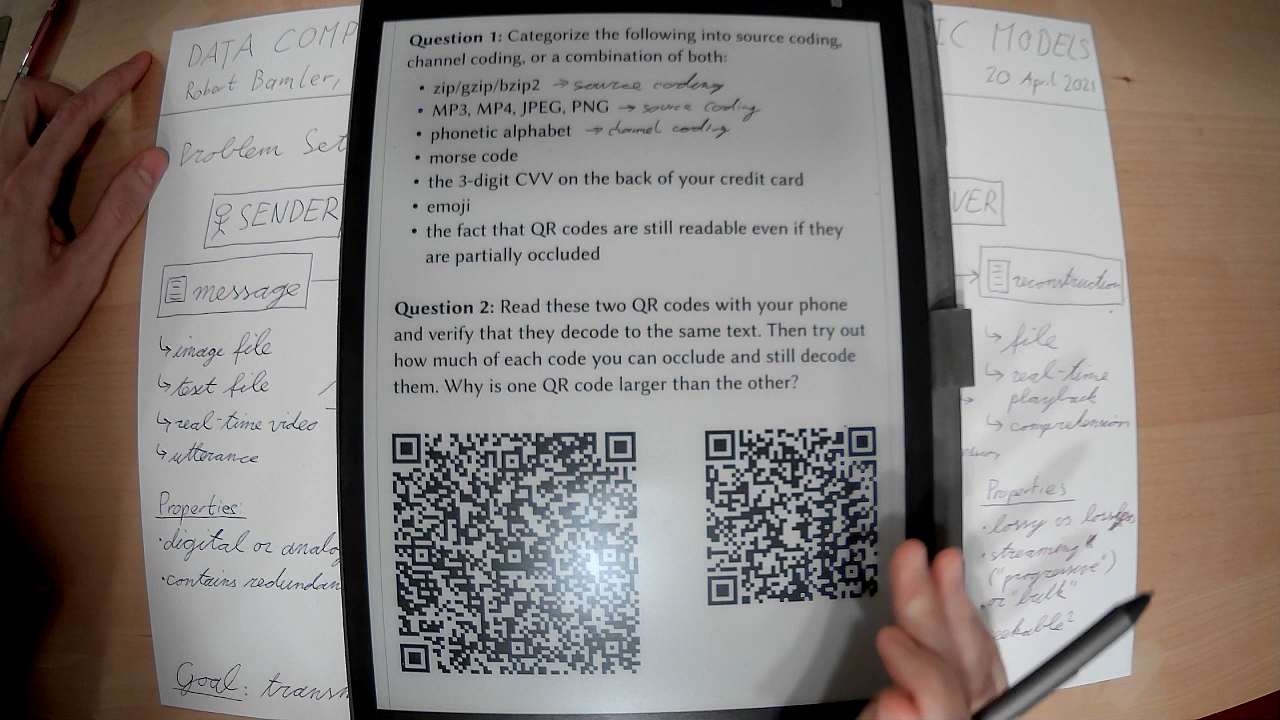 DATA COMP
IC MODELS
Robert Bamler,
20 April 2021
Problem Set
SENDER
VER
message
reconstruction
↳ image file
↳ text file
↳ real-time video
↳ utterance
Properties:
• digital or analog
• contains redundan
Goal: transm
Question 1: Categorize the following into source coding,
channel coding, or a combination of both:
• zip/gzip/bzip2 → source coding
• MP3, MP4, JPEG, PNG → source coding
• phonetic alphabet → channel coding
• morse code
• the 3-digit CVV on the back of your credit card
• emoji
• the fact that QR codes are still readable even if they
are partially occluded
Question 2: Read these two QR codes with your phone
and verify that they decode to the same text. Then try out
how much of each code you can occlude and still decode
them. Why is one QR code larger than the other?
↳ file
↳ real-time
playback
↳ comprehension
Properties
• lossy vs lossless
• streaming
("progressive")
or "bulk"
seekable?